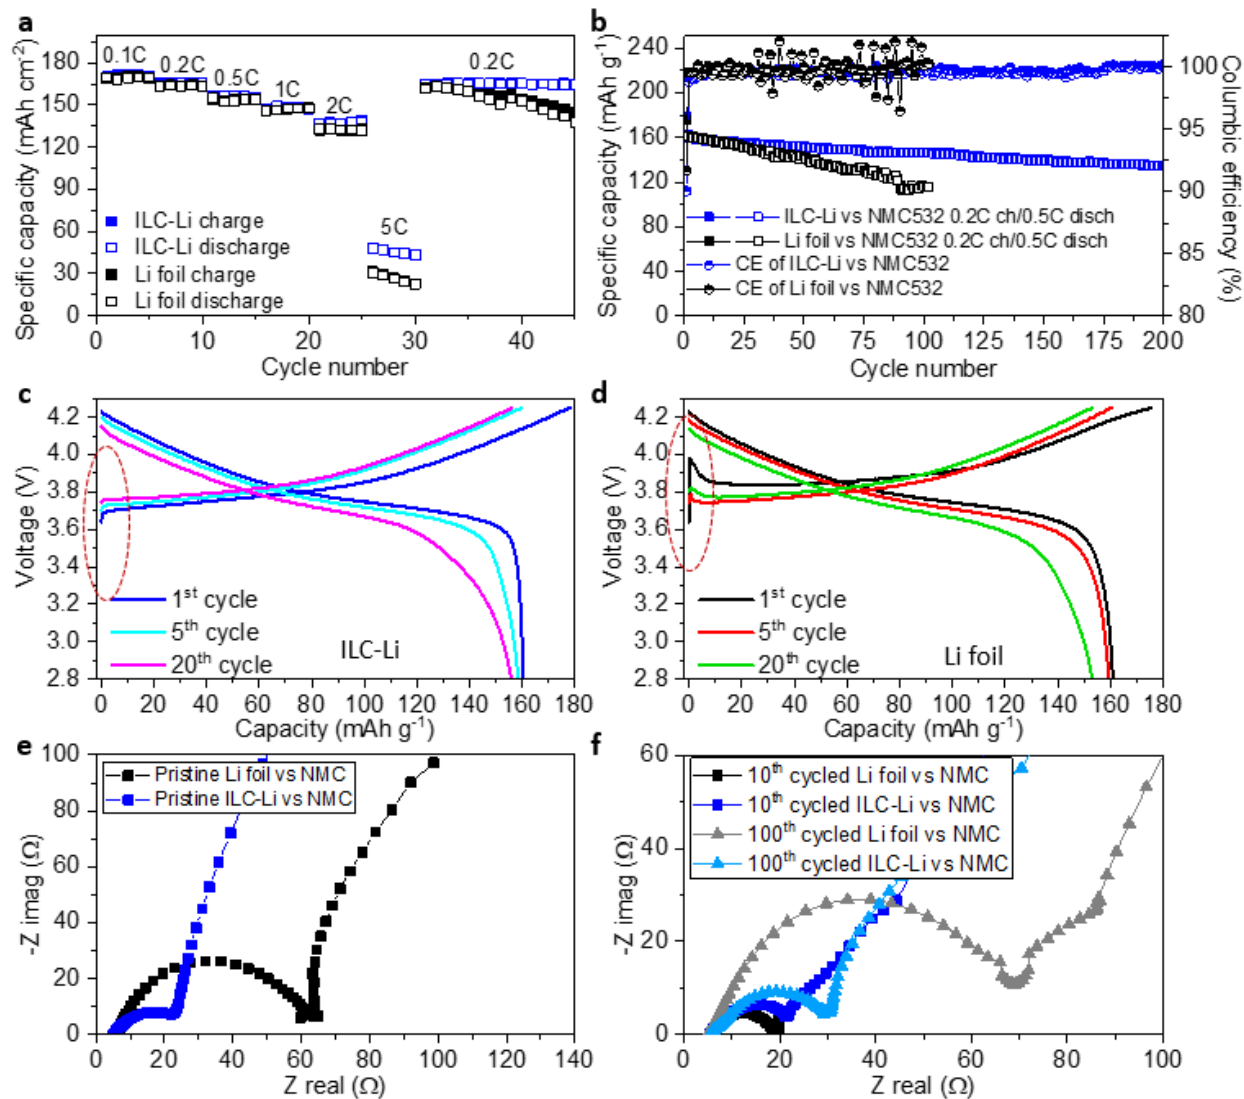 a
Specific capacity (mAh cm⁻²)
180
150
120
90
60
30
0
0.1C
0.2C
0.5C
1C
2C
5C
0.2C
ILC-Li charge
ILC-Li discharge
Li foil charge
Li foil discharge
0 10 20 30 40
Cycle number
b
Specific capacity (mAh g⁻¹)
240
200
160
120
80
40
0
ILC-Li vs NMC532 0.2C ch/0.5C disch
Li foil vs NMC532 0.2C ch/0.5C disch
CE of ILC-Li vs NMC532
CE of Li foil vs NMC532
100
95
90
85
80
Columbic efficiency (%)
0 25 50 75 100 125 150 175 200
Cycle number
c
Voltage (V)
4.2
4.0
3.8
3.6
3.4
3.2
3.0
2.8
1ˢᵗ cycle
5ᵗʰ cycle
20ᵗʰ cycle
ILC-Li
0 20 40 60 80 100 120 140 160 180
Capacity (mAh g⁻¹)
d
Voltage (V)
4.2
4.0
3.8
3.6
3.4
3.2
3.0
2.8
1ˢᵗ cycle
5ᵗʰ cycle
20ᵗʰ cycle
Li foil
0 20 40 60 80 100 120 140 160 180
Capacity (mAh g⁻¹)
e
-Z imag (Ω)
100
80
60
40
20
0
Pristine Li foil vs NMC
Pristine ILC-Li vs NMC
0 20 40 60 80 100 120 140
Z real (Ω)
f
-Z imag (Ω)
60
40
20
0
10ᵗʰ cycled Li foil vs NMC
10ᵗʰ cycled ILC-Li vs NMC
100ᵗʰ cycled Li foil vs NMC
100ᵗʰ cycled ILC-Li vs NMC
0 20 40 60 80 100
Z real (Ω)